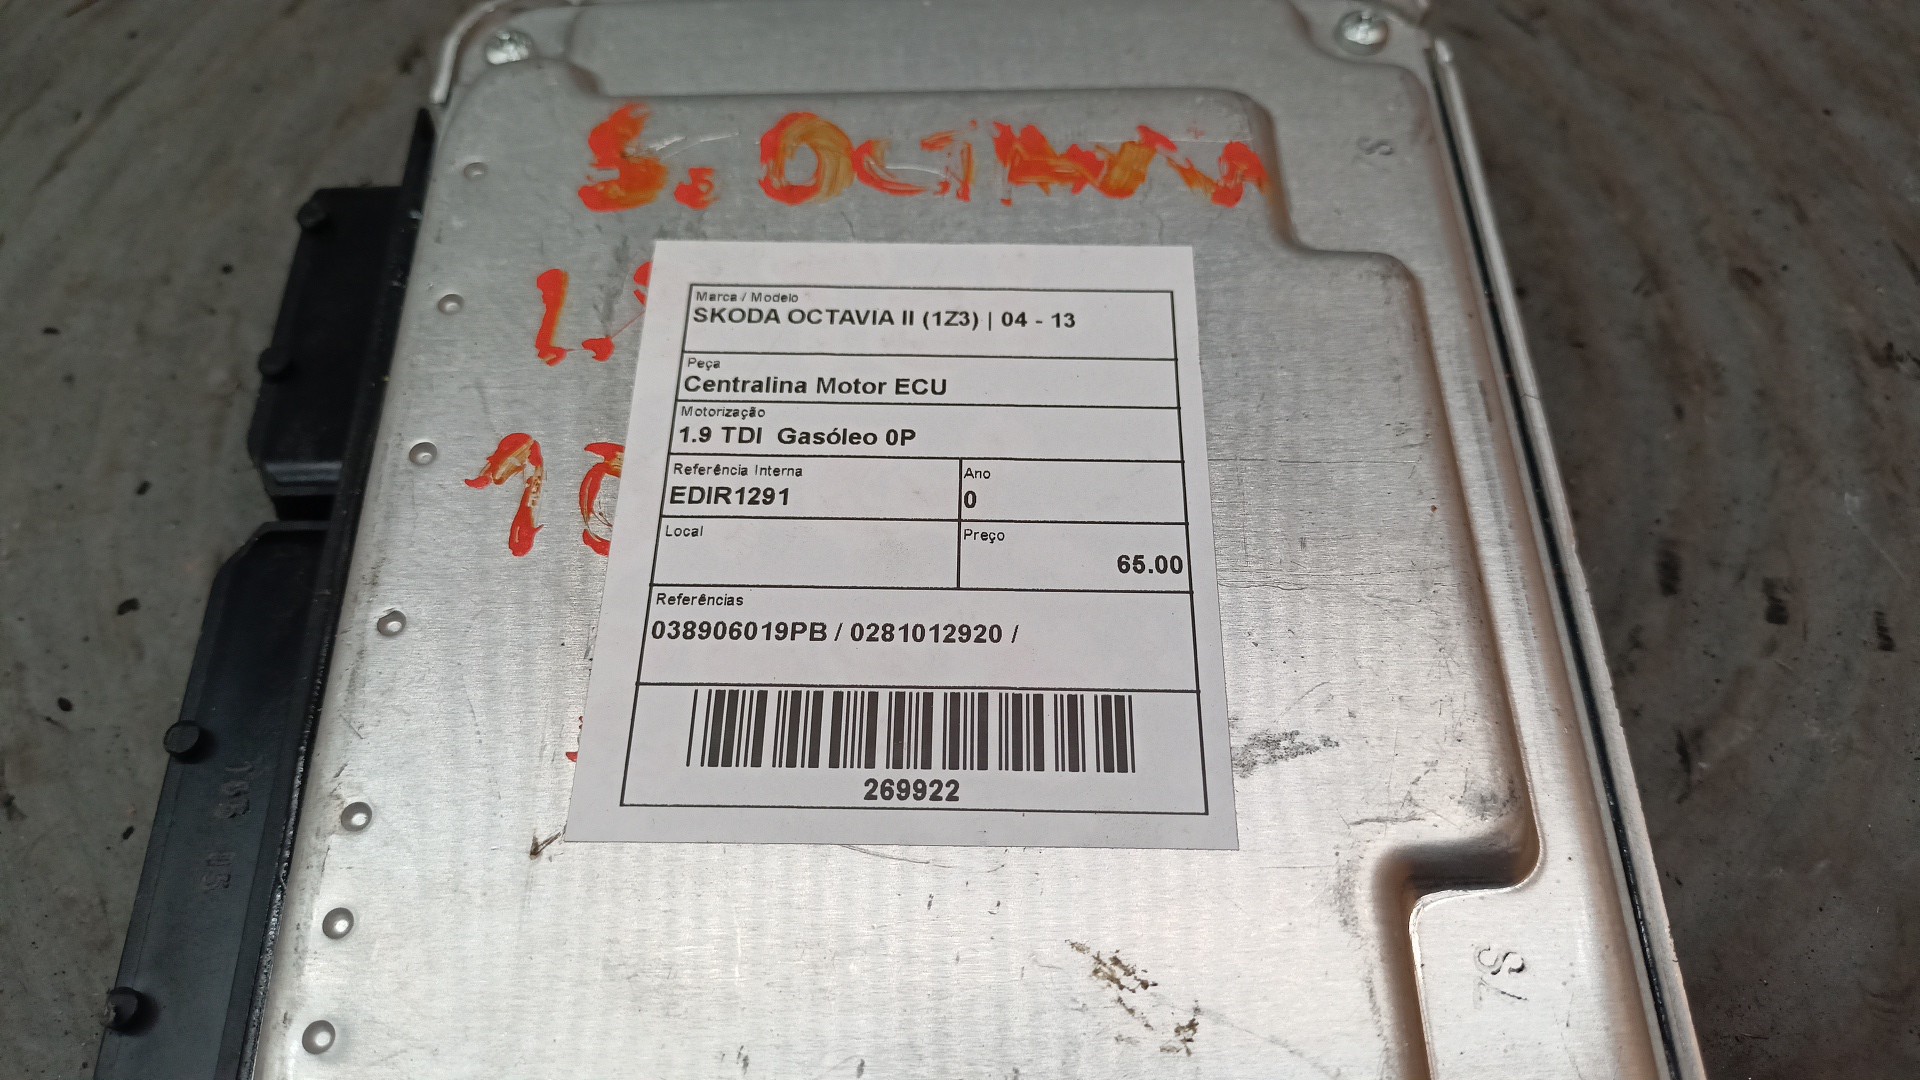 S. OCTAVIA
Marca / Modelo
SKODA OCTAVIA II (1Z3) | 04 - 13
Peça
Centralina Motor ECU
Motorização
1.9 TDI  Gasóleo 0P
Referência Interna
EDIR1291
Ano
0
Local
Preço
65.00
Referências
038906019PB / 0281012920 /
269922